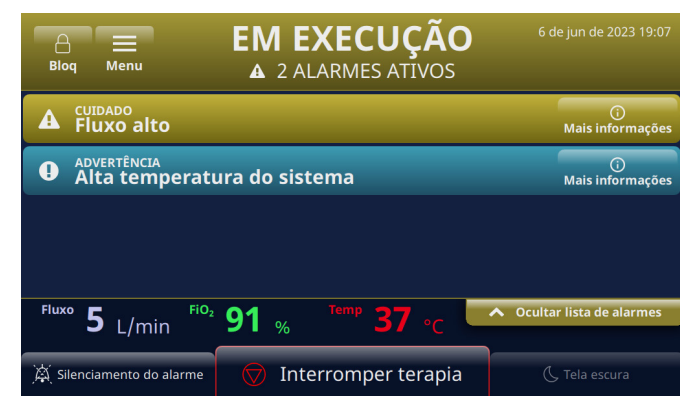 EM EXECUÇÃO
6 de jun de 2023 19:07
Bloq Menu
2 ALARMES ATIVOS
CUIDADO
Fluxo alto
Mais informações
ADVERTÊNCIA
Alta temperatura do sistema
Mais informações
Fluxo 5 L/min FiO₂ 91 % Temp 37 °C
Ocultar lista de alarmes
Silenciamento do alarme Interromper terapia Tela escura